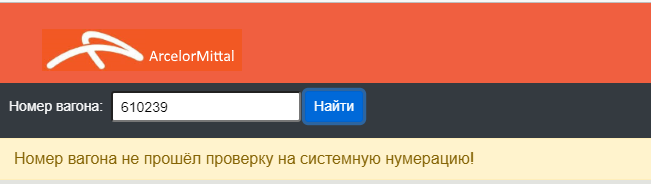 ArcelorMittal
Номер вагона: 610239 Найти
Номер вагона не прошёл проверку на системную нумерацию!